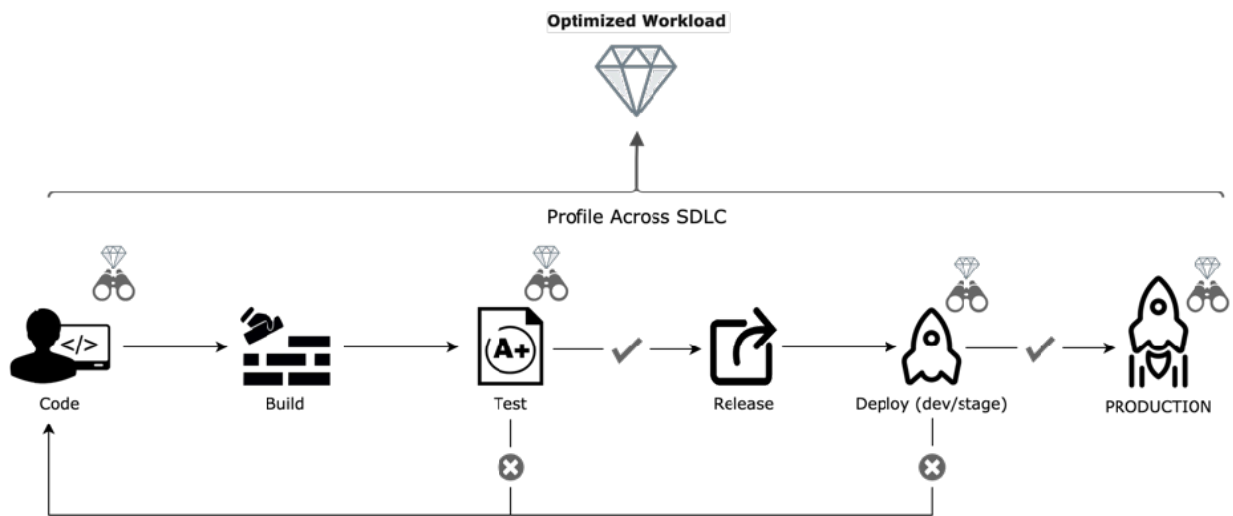 Optimized Workload
Profile Across SDLC
</>
A+
Code
Build
Test
Release
Deploy (dev/stage)
PRODUCTION